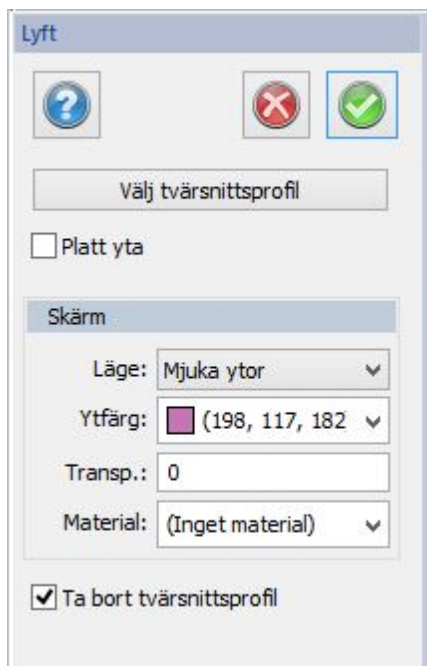 Lyft
Välj tvärsnittsprofil
Platt yta
Skärm
Läge: Mjuka ytor
Ytfärg: (198, 117, 182
Transp.: 0
Material: (Inget material)
Ta bort tvärsnittsprofil